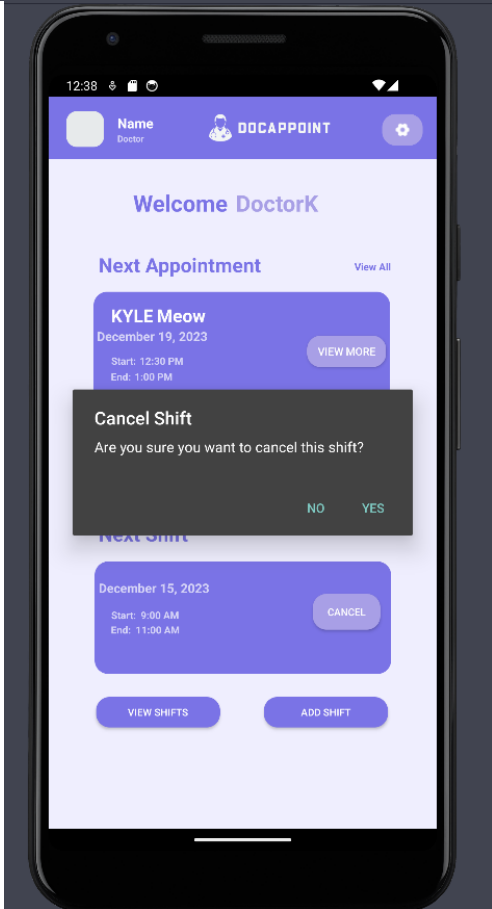 12:38
Name
Doctor
DOCAPPOINT
Welcome DoctorK
Next Appointment
View All
KYLE Meow
December 19, 2023
Start: 12:30 PM
End: 1:00 PM
VIEW MORE
Cancel Shift
Are you sure you want to cancel this shift?
NO YES
Next Shift
December 15, 2023
Start: 9:00 AM
End: 11:00 AM
CANCEL
VIEW SHIFTS
ADD SHIFT